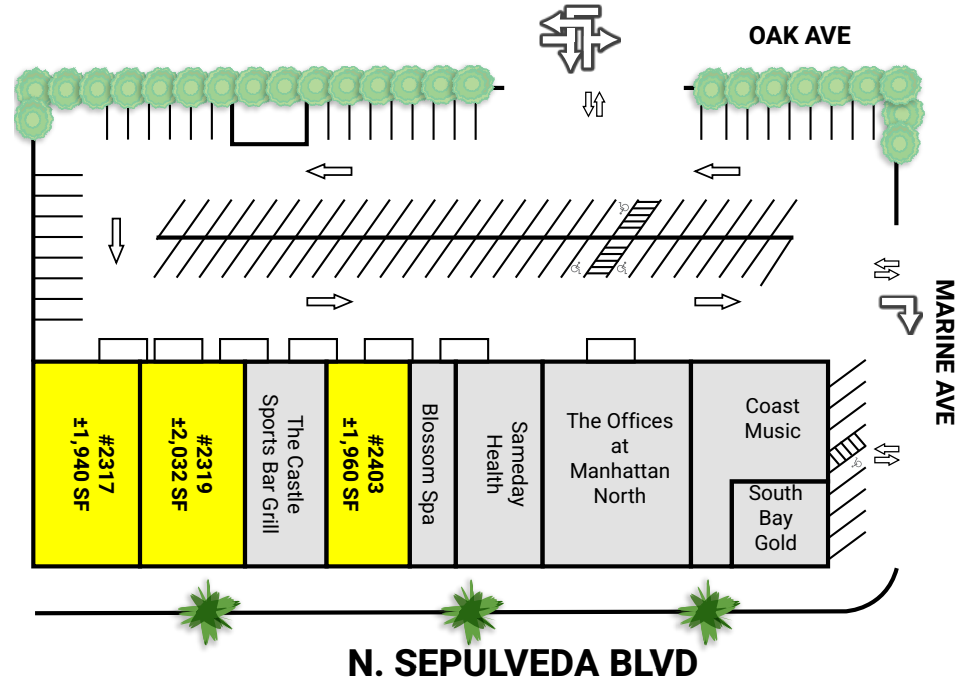 OAK AVE
MARINE AVE
#2317
±1,940 SF
#2319
±2,032 SF
The Castle
Sports Bar Grill
#2403
±1,960 SF
Blossom Spa
Sameday
Health
The Offices
at
Manhattan
North
Coast
Music
South
Bay
Gold
N. SEPULVEDA BLVD